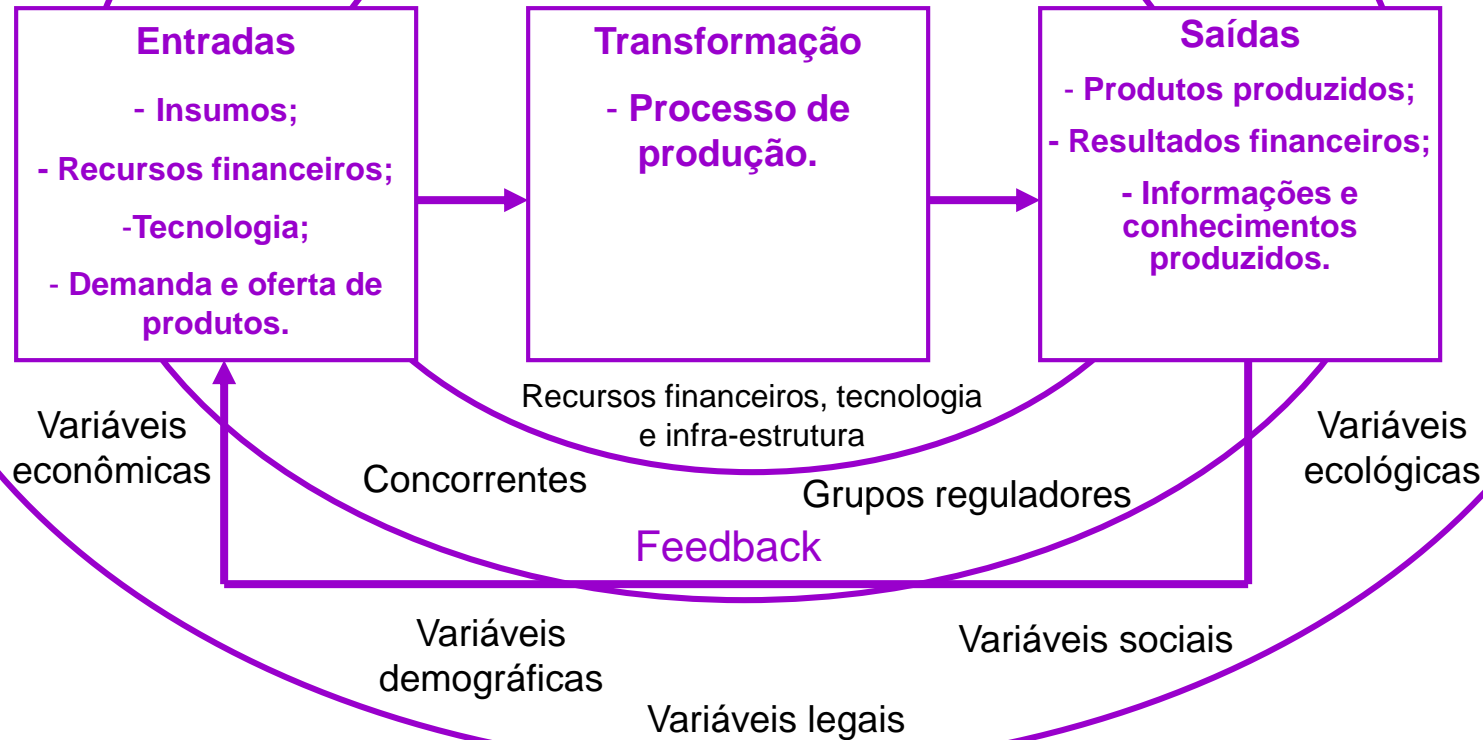 Entradas
- Insumos;
- Recursos financeiros;
-Tecnologia;
- Demanda e oferta de
produtos.
Transformação
- Processo de
produção.
Saídas
- Produtos produzidos;
- Resultados financeiros;
- Informações e
conhecimentos
produzidos.
Recursos financeiros, tecnologia
e infra-estrutura
Variáveis
econômicas
Concorrentes
Grupos reguladores
Variáveis
ecológicas
Feedback
Variáveis
demográficas
Variáveis sociais
Variáveis legais